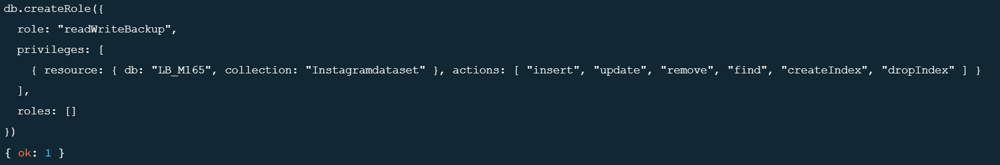 db.createRole({
role: "readWriteBackup",
privileges: [
{ resource: { db: "LB_M165", collection: "Instagramdataset" }, actions: [ "insert", "update", "remove", "find", "createIndex", "dropIndex" ] }
],
roles: []
})
{ ok: 1 }